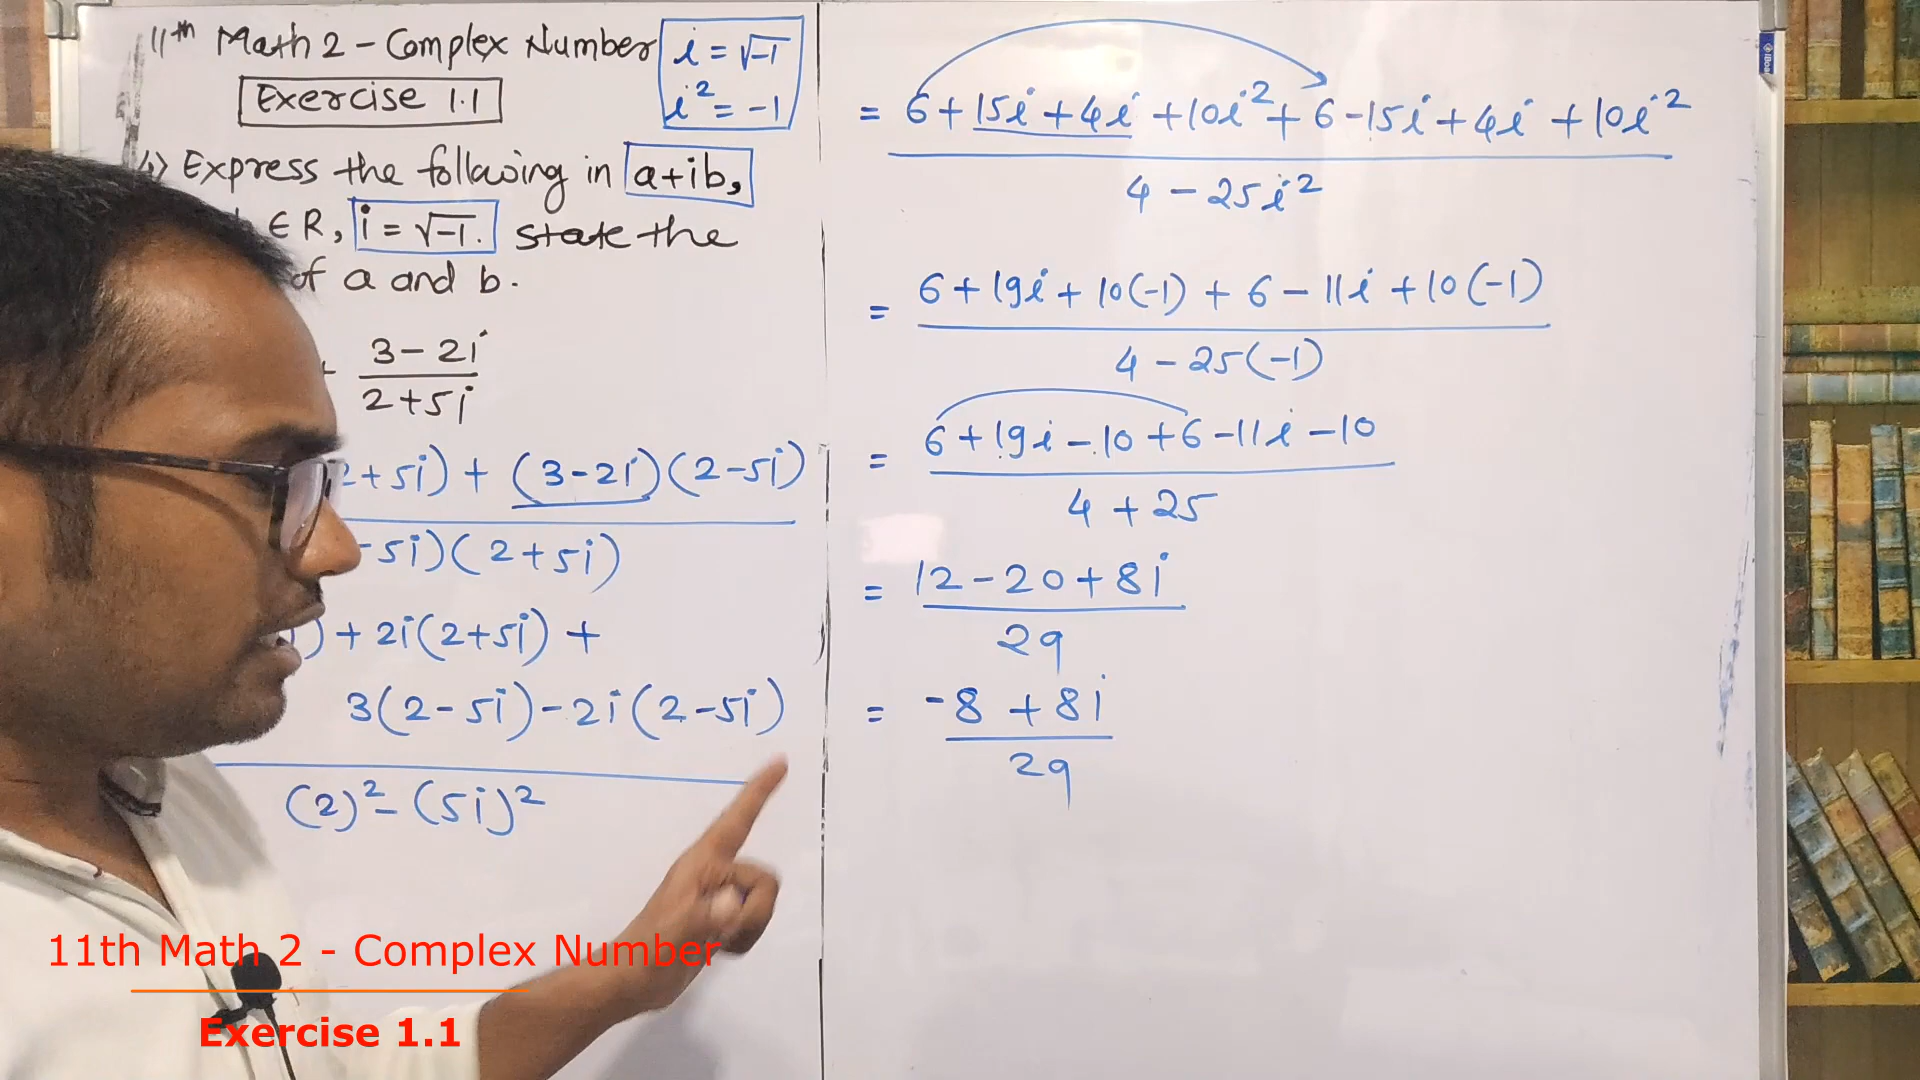 11th Math 2 - Complex Number
i = √-1
i² = -1
Exercise 1.1
Express the following in a+ib,
∈ R, i = √-1. state the
of a and b.
3 - 2i
2 + 5i
2+5i) + (3-2i)(2-5i)
5i)(2+5i)
) + 2i(2+5i) +
3(2-5i) - 2i(2-5i)
(2)² - (5i)²
= 6 + 15i + 4i + 10i² + 6 - 15i + 4i + 10i²
4 - 25i²
= 6 + 19i + 10(-1) + 6 - 11i + 10(-1)
4 - 25(-1)
= 6 + 19i - 10 + 6 - 11i - 10
4 + 25
= 12 - 20 + 8i
29
= -8 + 8i
29
11th Math 2 - Complex Number
Exercise 1.1